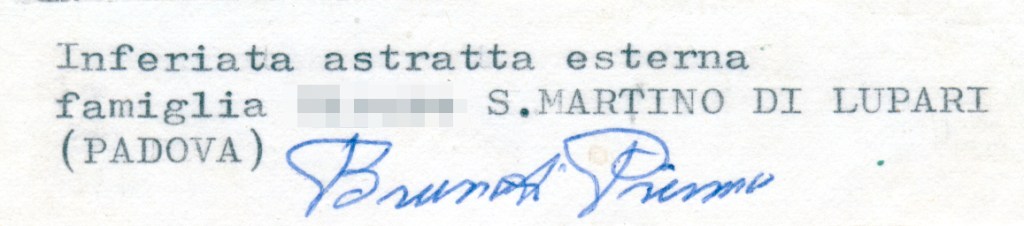 Inferiata astratta esterna
famiglia S.MARTINO DI LUPARI
(PADOVA)
Brunati Primo